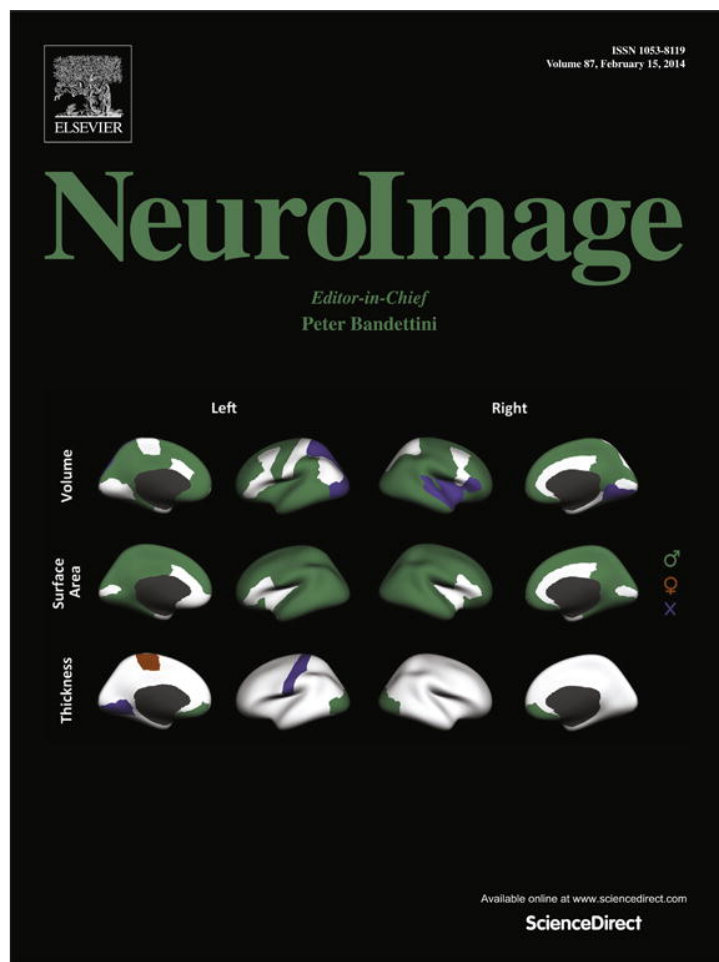 ISSN 1053-8119
Volume 87, February 15, 2014
ELSEVIER
NEUROIMAGE
Editor-in-Chief
Peter Bandettini
Left
Right
Volume
Surface
Area
♂
♀
X
Thickness
Available online at www.sciencedirect.com
ScienceDirect